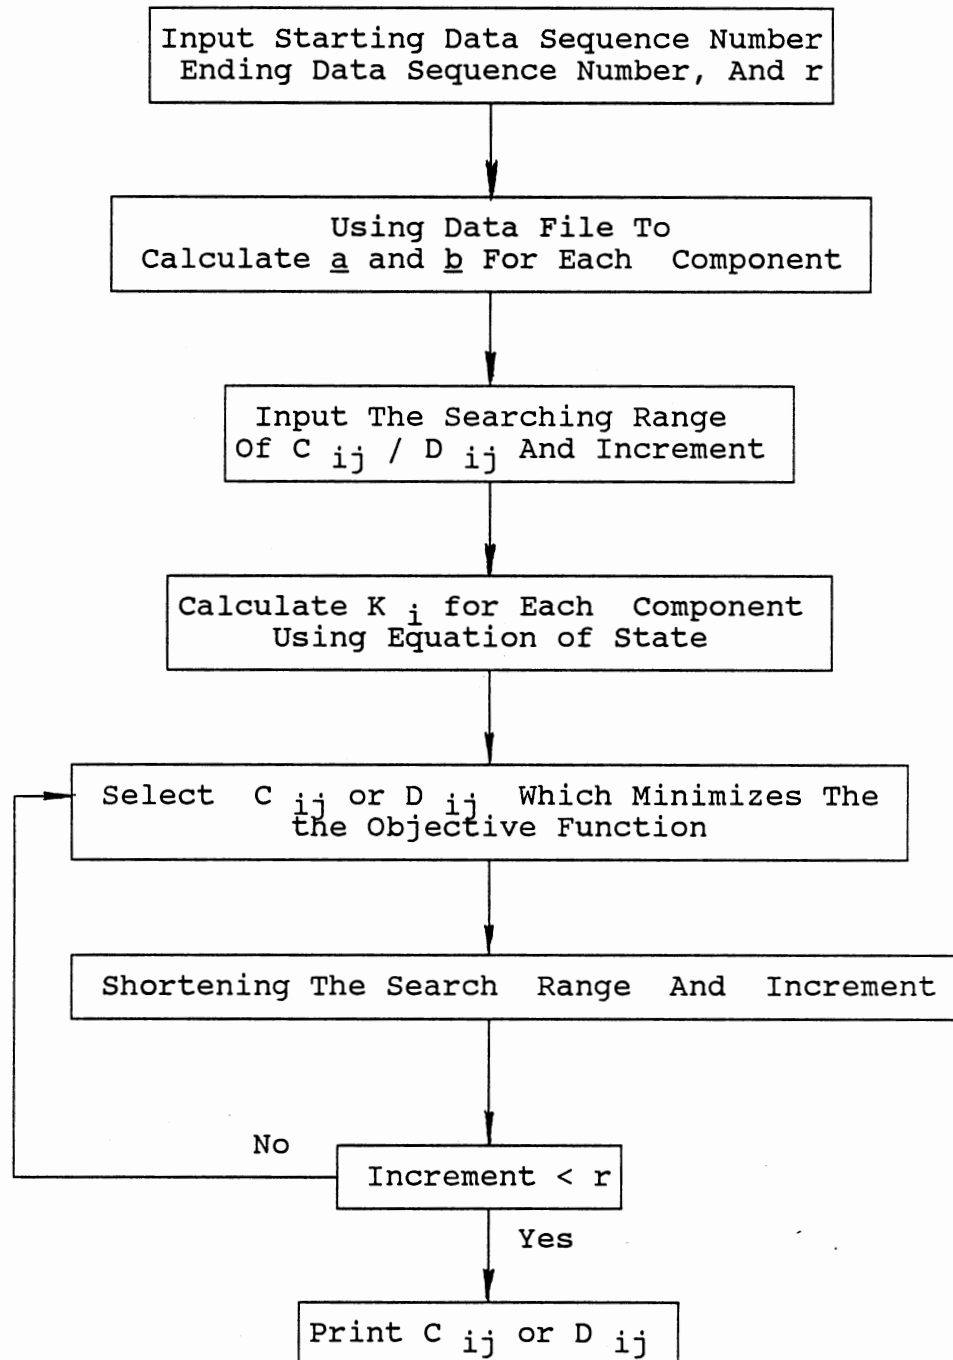 Input Starting Data Sequence Number
Ending Data Sequence Number, And r
Using Data File To
Calculate a and b For Each Component
Input The Searching Range
Of C ij / D ij And Increment
Calculate K i for Each Component
Using Equation of State
Select C ij or D ij Which Minimizes The
the Objective Function
Shortening The Search Range And Increment
No
Increment < r
Yes
Print C ij or D ij